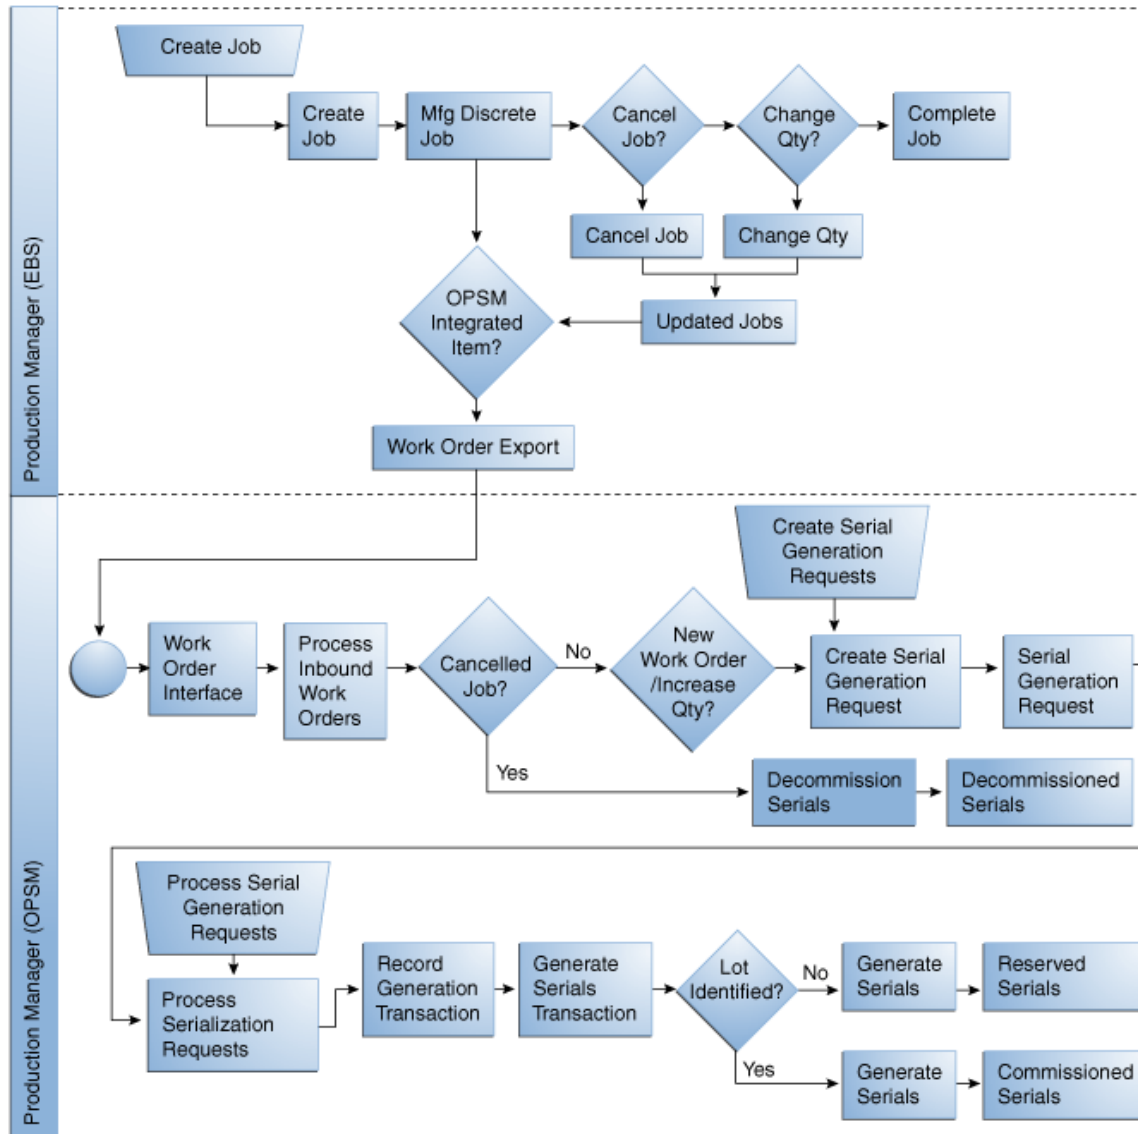 Production Manager (EBS)
Create Job
Create
Job
Mfg Discrete
Job
Cancel
Job?
Change
Qty?
Complete
Job
Cancel Job
Change Qty
OPSM
Integrated
Item?
Updated Jobs
Work Order Export
Production Manager (OPSM)
Create Serial
Generation
Requests
Work
Order
Interface
Process
Inbound
Work
Orders
Cancelled
Job?
No
New
Work Order
/Increase
Qty?
Create Serial
Generation
Request
Serial
Generation
Request
Yes
Decommission
Serials
Decommissioned
Serials
Process Serial
Generation
Requests
Process
Serialization
Requests
Record
Generation
Transaction
Generate
Serials
Transaction
Lot
Identified?
No
Generate
Serials
Reserved
Serials
Yes
Generate
Serials
Commissioned
Serials